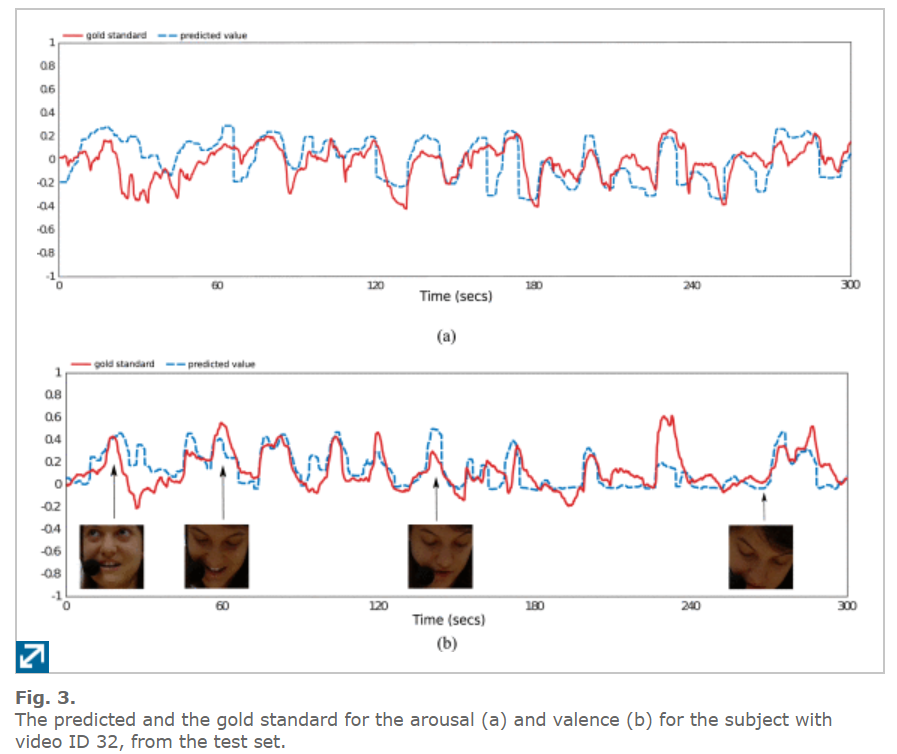 gold standard predicted value
1
0.8
0.6
0.4
0.2
0
-0.2
-0.4
-0.6
-0.8
-1
0 60 120 180 240 300
Time (secs)
(a)
gold standard predicted value
1
0.8
0.6
0.4
0.2
0
-0.2
-0.4
-0.6
-0.8
-1
0 60 120 180 240 300
Time (secs)
(b)
Fig. 3.
The predicted and the gold standard for the arousal (a) and valence (b) for the subject with
video ID 32, from the test set.